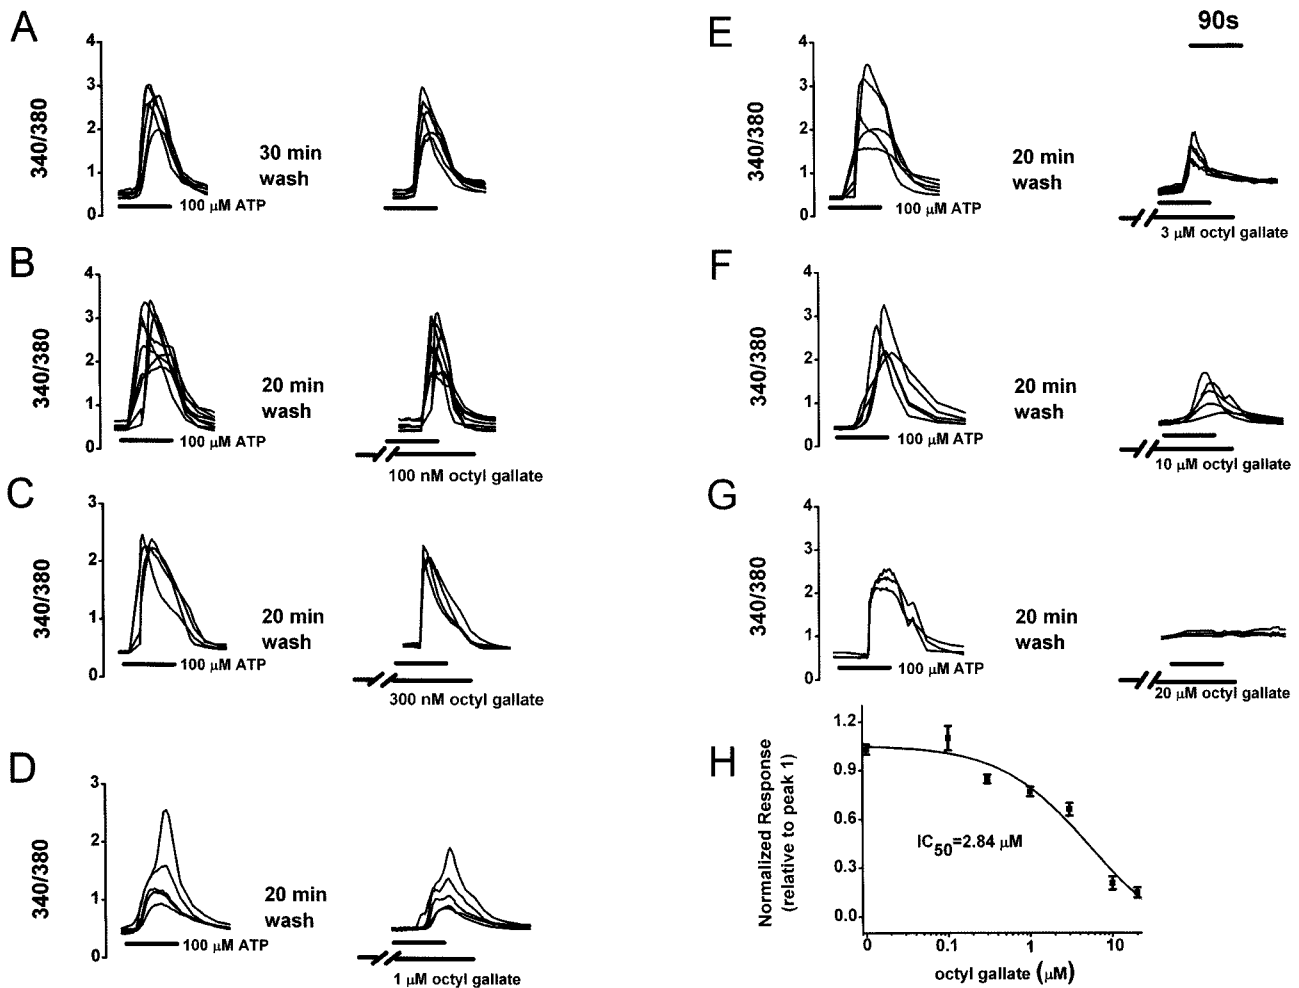 A
4
3
2
1
0
340/380
30 min
wash
100 μM ATP
B
4
3
2
1
0
340/380
20 min
wash
100 μM ATP
100 nM octyl gallate
C
3
2
1
0
340/380
20 min
wash
100 μM ATP
300 nM octyl gallate
D
3
2
1
0
340/380
20 min
wash
100 μM ATP
1 μM octyl gallate
E
90s
4
3
2
1
0
340/380
20 min
wash
100 μM ATP
3 μM octyl gallate
F
4
3
2
1
0
340/380
20 min
wash
100 μM ATP
10 μM octyl gallate
G
4
3
2
1
0
340/380
20 min
wash
100 μM ATP
20 μM octyl gallate
H
1.2
0.9
0.6
0.3
0.0
Normalized Response
(relative to peak 1)
IC50=2.84 μM
0 0.1 1 10
octyl gallate (μM)